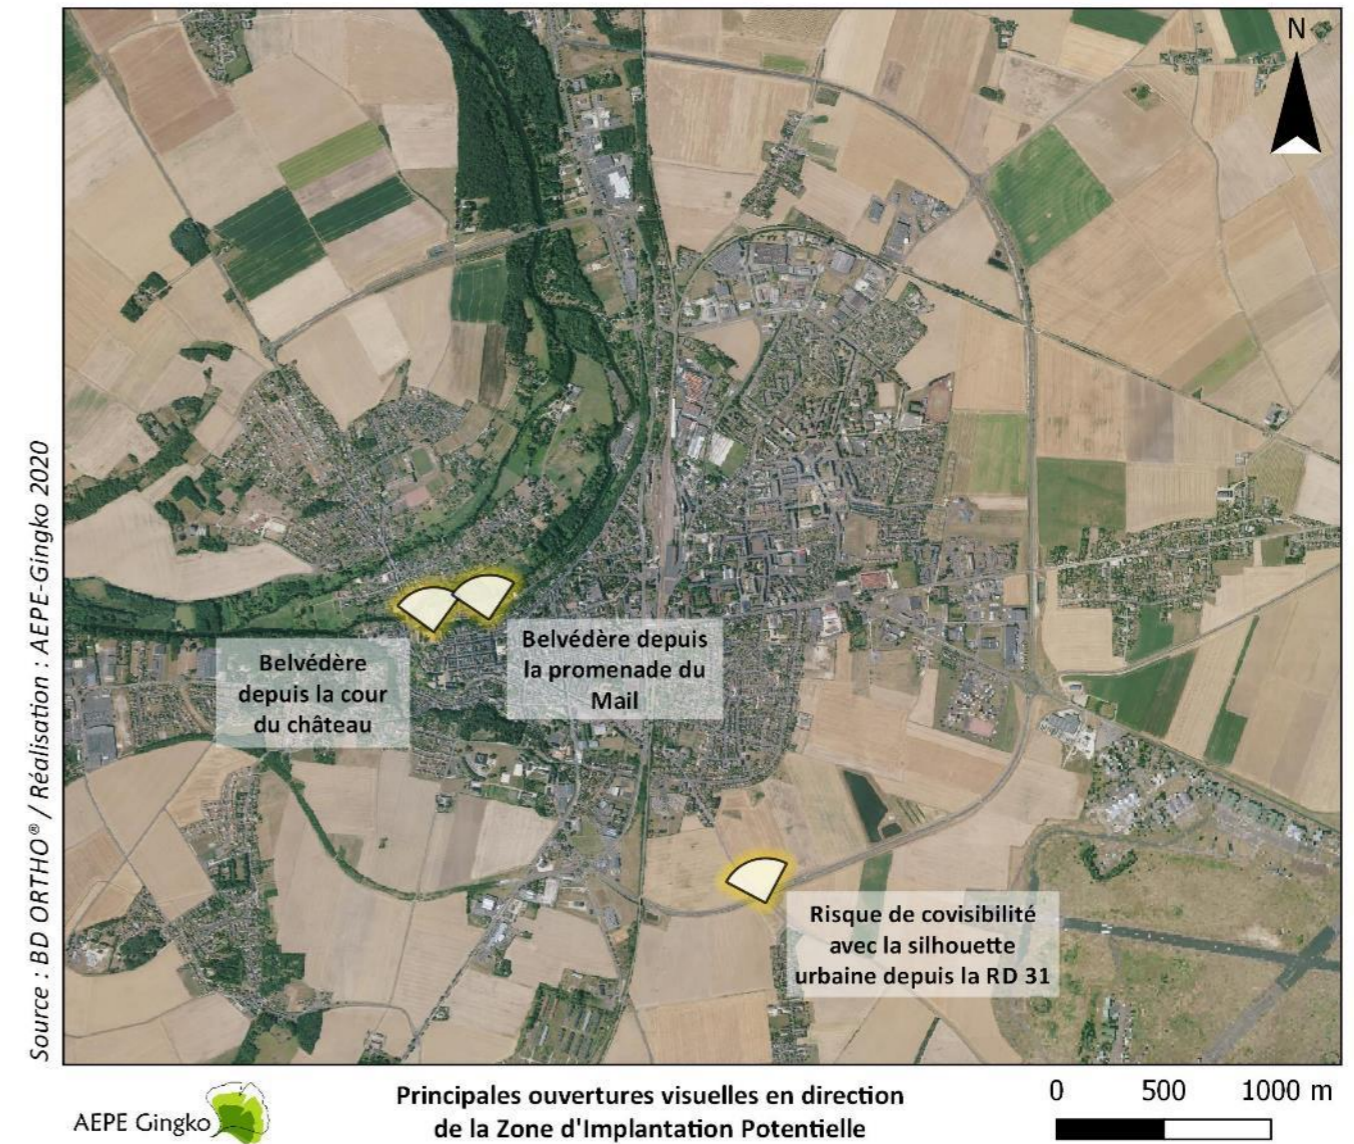 N
Source : BD ORTHO® / Réalisation : AEPE-Gingko 2020
Belvédère
depuis la cour
du château
Belvédère depuis
la promenade du
Mail
Risque de covisibilité
avec la silhouette
urbaine depuis la RD 31
AEPE Gingko
Principales ouvertures visuelles en direction
de la Zone d'Implantation Potentielle
0 500 1000 m